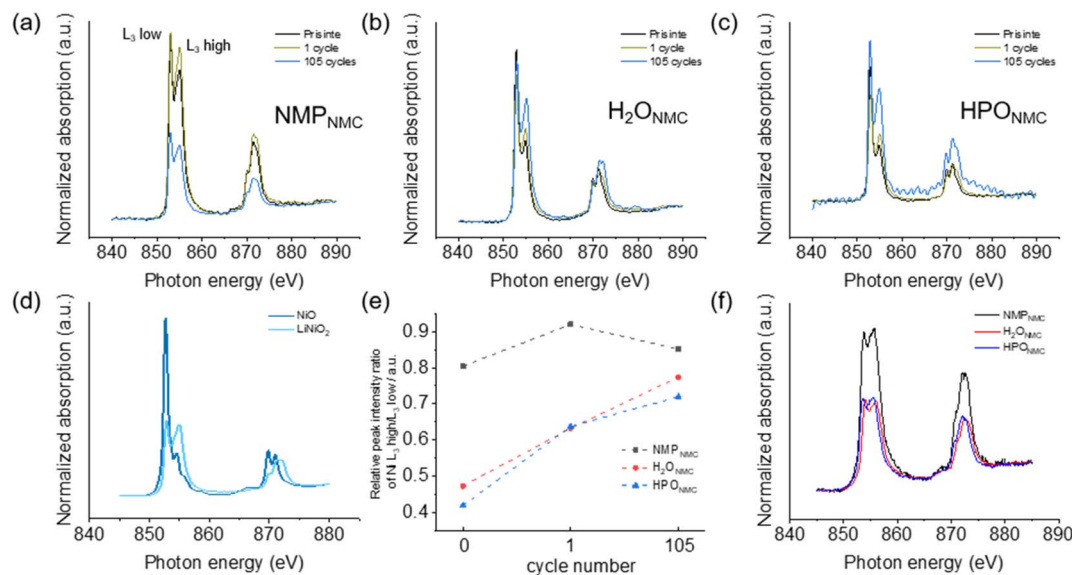 (a)
Normalized absorption (a.u.)
L3 low
L3 high
Prisinte
1 cycle
105 cycles
NMPNMC
840 850 860 870 880 890
Photon energy (eV)
(b)
Normalized absorption (a.u.)
Prisinte
1 cycle
105 cycles
H2ONMC
840 850 860 870 880 890
Photon energy (eV)
(c)
Normalized absorption (a.u.)
Prisinte
1 cycle
105 cycles
HPONMC
840 850 860 870 880 890
Photon energy (eV)
(d)
Normalized absorption (a.u.)
NiO
LiNiO2
840 850 860 870 880
Photon energy (eV)
(e)
Relative peak intensity ratio
of Ni L3 high/L3 low / a.u.
0.9
0.8
0.7
0.6
0.5
0.4
NMPNMC
H2ONMC
HPONMC
0 1 105
cycle number
(f)
Normalized absorption (a.u.)
NMPNMC
H2ONMC
HPONMC
840 850 860 870 880 890
Photon energy (eV)